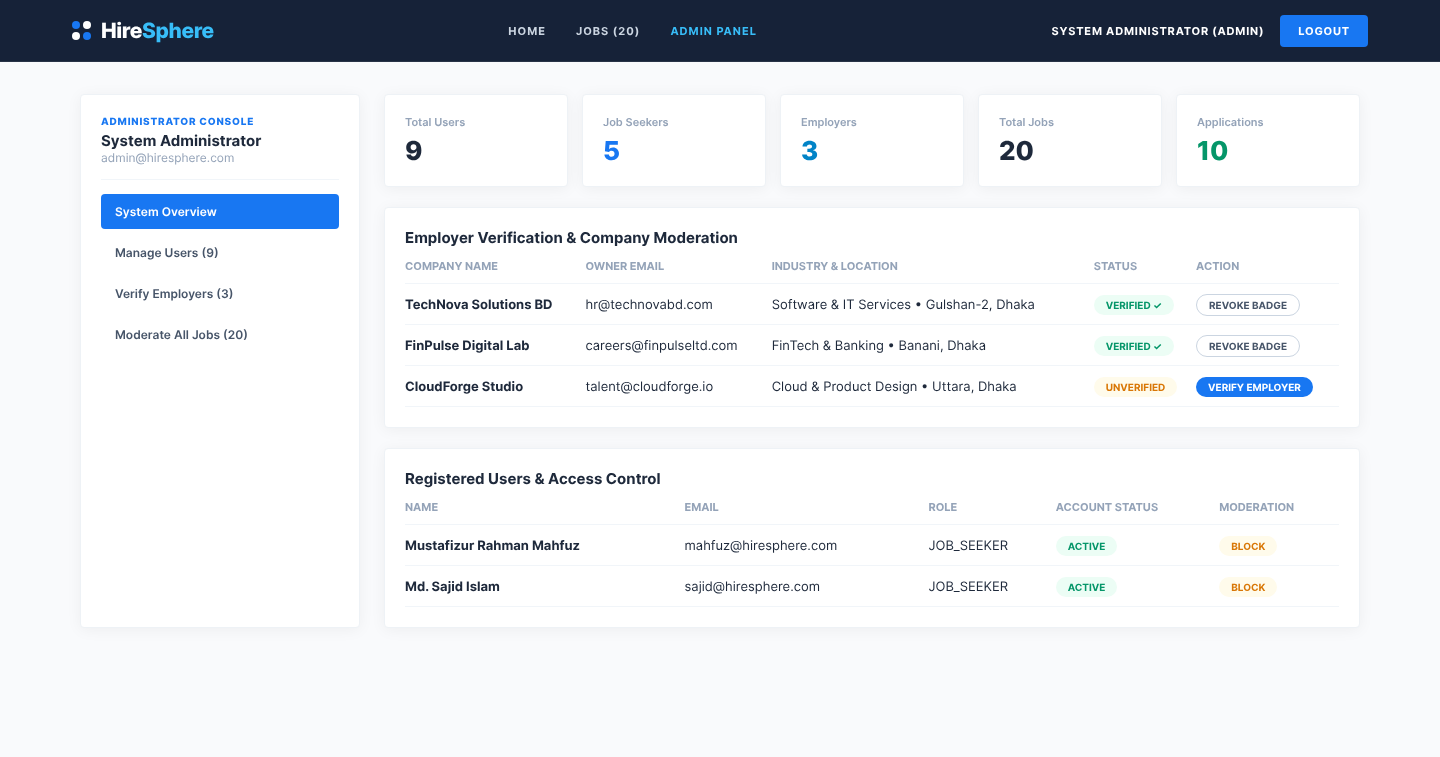 HireSphere
HOME JOBS (20) ADMIN PANEL
SYSTEM ADMINISTRATOR (ADMIN) LOGOUT
ADMINISTRATOR CONSOLE
System Administrator
admin@hiresphere.com
System Overview
Manage Users (9)
Verify Employers (3)
Moderate All Jobs (20)
Total Users
9
Job Seekers
5
Employers
3
Total Jobs
20
Applications
10
Employer Verification & Company Moderation
COMPANY NAME OWNER EMAIL INDUSTRY & LOCATION STATUS ACTION
TechNova Solutions BD hr@technovabd.com Software & IT Services • Gulshan-2, Dhaka VERIFIED ✓ REVOKE BADGE
FinPulse Digital Lab careers@finpulseltd.com FinTech & Banking • Banani, Dhaka VERIFIED ✓ REVOKE BADGE
CloudForge Studio talent@cloudforge.io Cloud & Product Design • Uttara, Dhaka UNVERIFIED VERIFY EMPLOYER
Registered Users & Access Control
NAME EMAIL ROLE ACCOUNT STATUS MODERATION
Mustafizur Rahman Mahfuz mahfuz@hiresphere.com JOB_SEEKER ACTIVE BLOCK
Md. Sajid Islam sajid@hiresphere.com JOB_SEEKER ACTIVE BLOCK